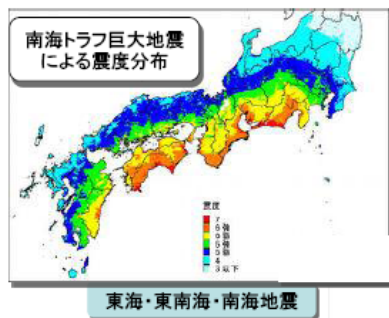 南海トラフ巨大地震
による震度分布
震度
7
6強
6弱
5強
5弱
4
3以下
東海・東南海・南海地震